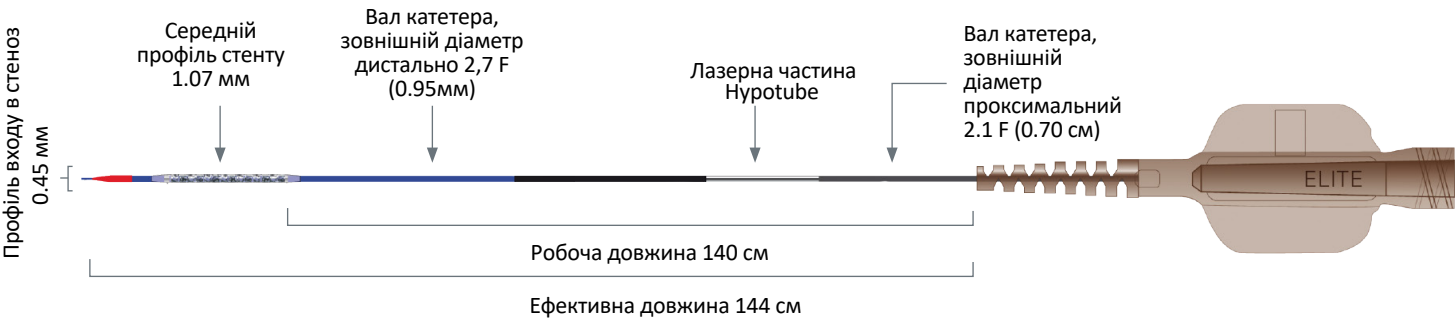 Профіль входу в стеноз
0.45 мм
Середній
профіль стенту
1.07 мм
Вал катетера,
зовнішній діаметр
дистально 2,7 F
(0.95мм)
Лазерна частина
Hypotube
Вал катетера,
зовнішній
діаметр
проксимальний
2.1 F (0.70 см)
ELITE
Робоча довжина 140 см
Ефективна довжина 144 см